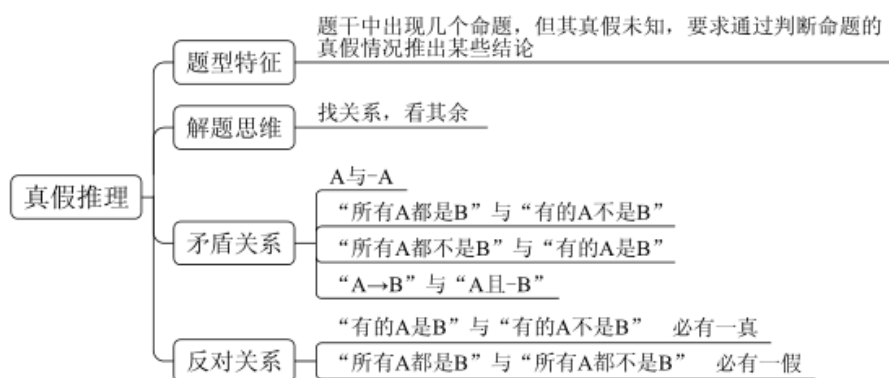 题干中出现几个命题，但其真假未知，要求通过判断命题的
真假情况推出某些结论
题型特征
找关系，看其余
解题思维
真假推理
A与-A
“所有A都是B”与“有的A不是B”
矛盾关系
“所有A都不是B”与“有的A是B”
“A→B”与“A且-B”
“有的A是B”与“有的A不是B” 必有一真
反对关系
“所有A都是B”与“所有A都不是B” 必有一假